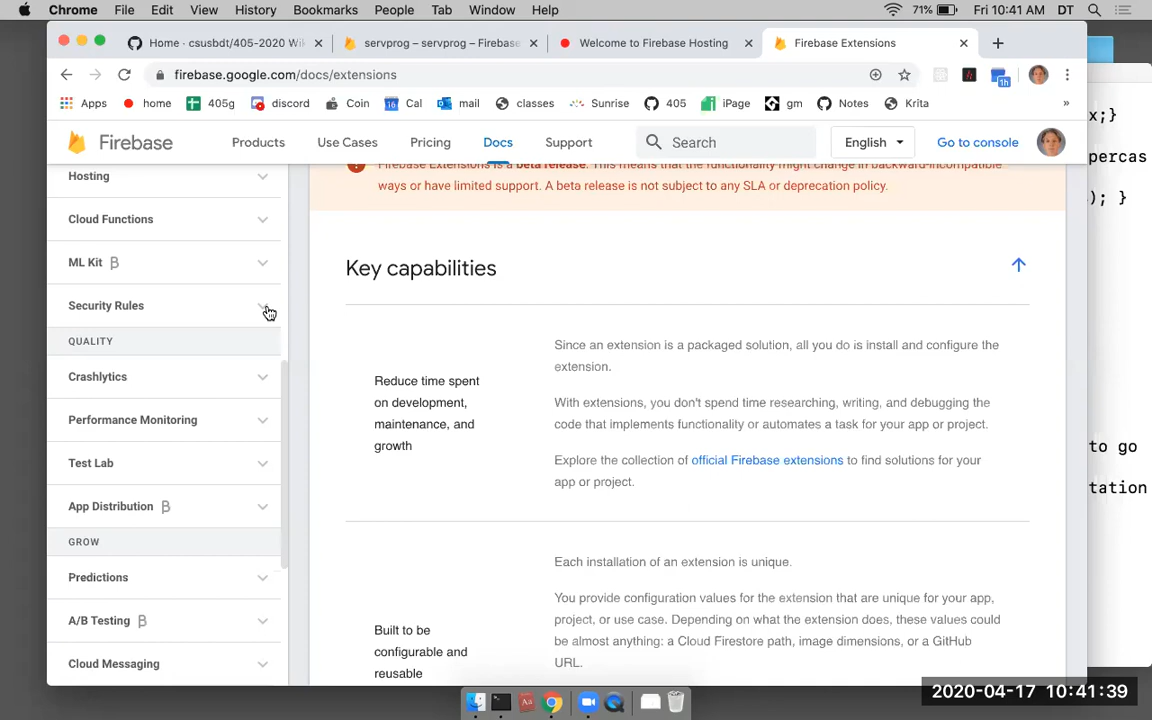 Chrome File Edit View History Bookmarks People Tab Window Help 71% Fri 10:41 AM DT
Home - csusbdt/405-2020 Wik servprog – servprog – Firebase Welcome to Firebase Hosting Firebase Extensions
firebase.google.com/docs/extensions
Apps home 405g discord Coin Cal mail classes Sunrise 405 iPage gm Notes Krita »
Firebase Products Use Cases Pricing Docs Support Search English Go to console
Firebase Extensions is a beta release. This means that the functionality might change in backward-incompatible
ways or have limited support. A beta release is not subject to any SLA or deprecation policy.
Hosting
Cloud Functions
ML Kit β
Security Rules
QUALITY
Crashlytics
Performance Monitoring
Test Lab
App Distribution β
GROW
Predictions
A/B Testing β
Cloud Messaging
Key capabilities
Reduce time spent
on development,
maintenance, and
growth
Since an extension is a packaged solution, all you do is install and configure the
extension.
With extensions, you don't spend time researching, writing, and debugging the
code that implements functionality or automates a task for your app or project.
Explore the collection of official Firebase extensions to find solutions for your
app or project.
Built to be
configurable and
reusable
Each installation of an extension is unique.
You provide configuration values for the extension that are unique for your app,
project, or use case. Depending on what the extension does, these values could
be almost anything: a Cloud Firestore path, image dimensions, or a GitHub
URL.
x;}
percas
); }
to go
tation
2020-04-17 10:41:39